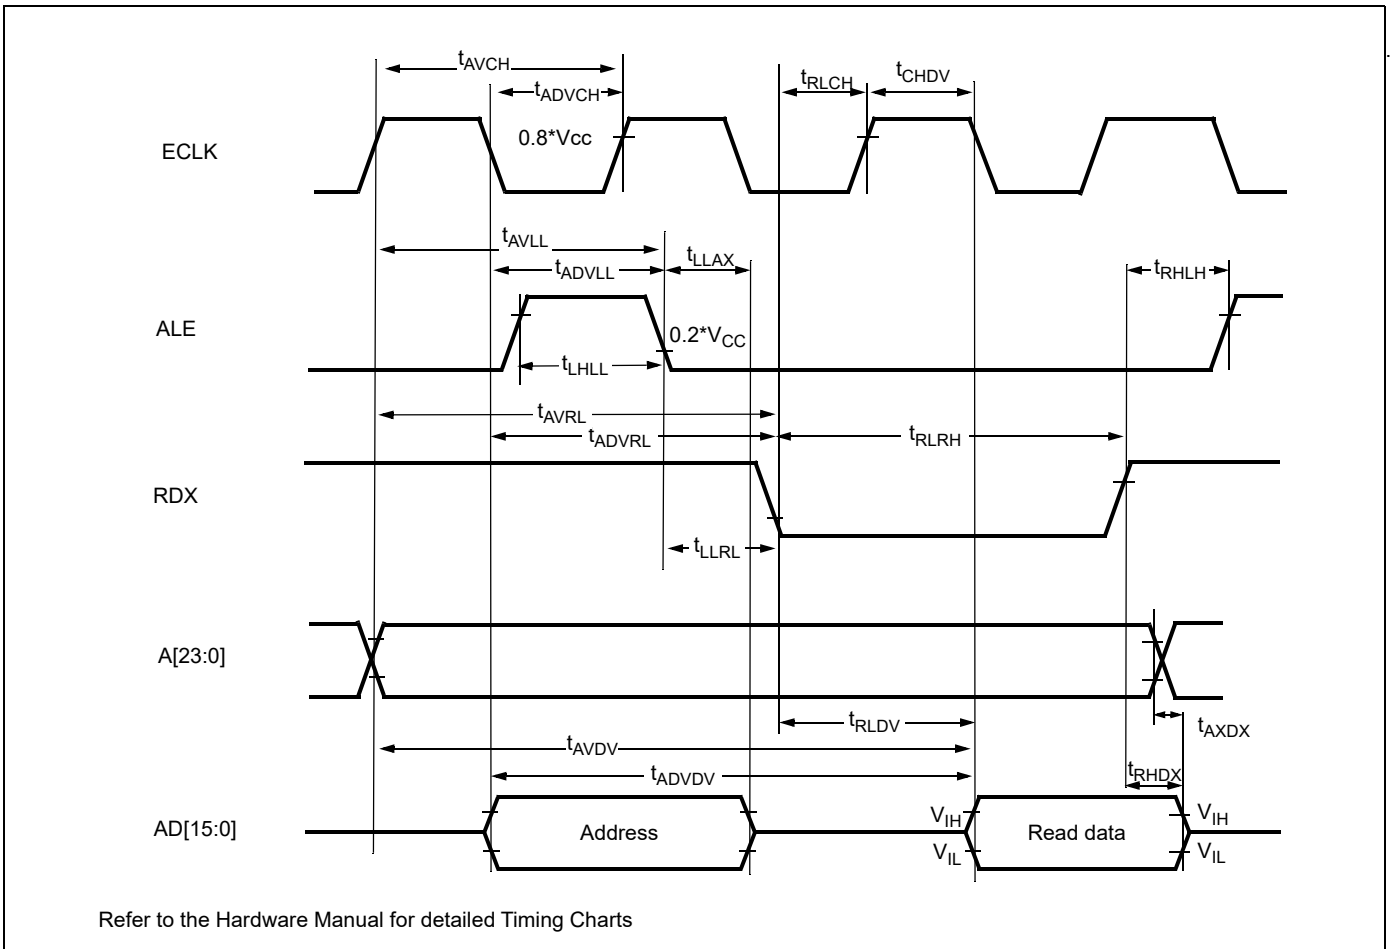 tAVCH
tADVCH
tRLCH
tCHDV
ECLK
0.8*Vcc
tAVLL
tADVLL
tLLAX
tRHLH
ALE
0.2*VCC
tLHLL
tAVRL
tADVRL
tRLRH
RDX
tLLRL
A[23:0]
tRLDV
tAXDX
tAVDV
tADVDV
tRHDX
AD[15:0]
Address
VIH
VIL
Read data
VIH
VIL
Refer to the Hardware Manual for detailed Timing Charts